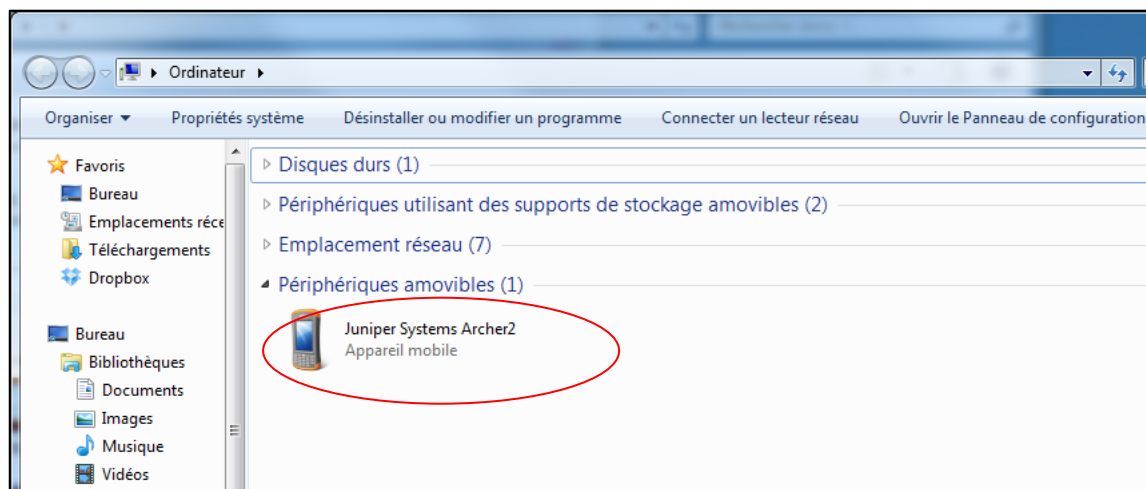 Ordinateur
Organiser Propriétés système Désinstaller ou modifier un programme Connecter un lecteur réseau Ouvrir le Panneau de configuration
Favoris
Bureau
Emplacements réce
Téléchargements
Dropbox
Bureau
Bibliothèques
Documents
Images
Musique
Vidéos
Disques durs (1)
Périphériques utilisant des supports de stockage amovibles (2)
Emplacement réseau (7)
Périphériques amovibles (1)
Juniper Systems Archer2
Appareil mobile